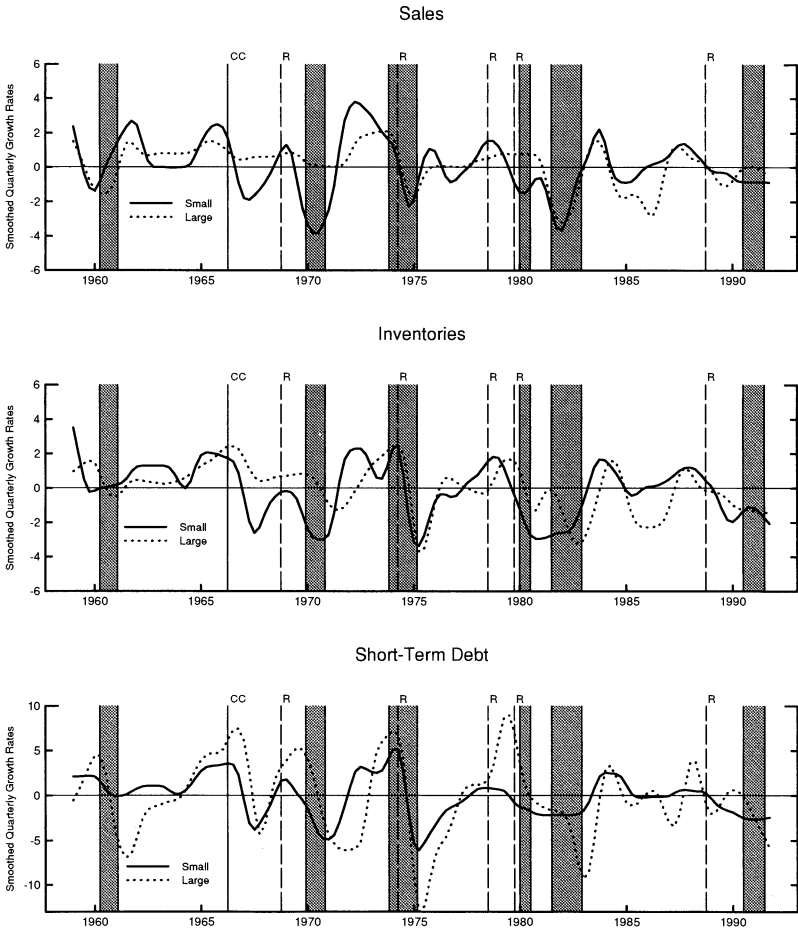 Sales
CC R R R R R
Smoothed Quarterly Growth Rates
6
4
2
0
-2
-4
-6
Small
Large
1960 1965 1970 1975 1980 1985 1990
Inventories
CC R R R R R
Smoothed Quarterly Growth Rates
6
4
2
0
-2
-4
-6
Small
Large
1960 1965 1970 1975 1980 1985 1990
Short-Term Debt
CC R R R R R
Smoothed Quarterly Growth Rates
10
5
0
-5
-10
Small
Large
1960 1965 1970 1975 1980 1985 1990